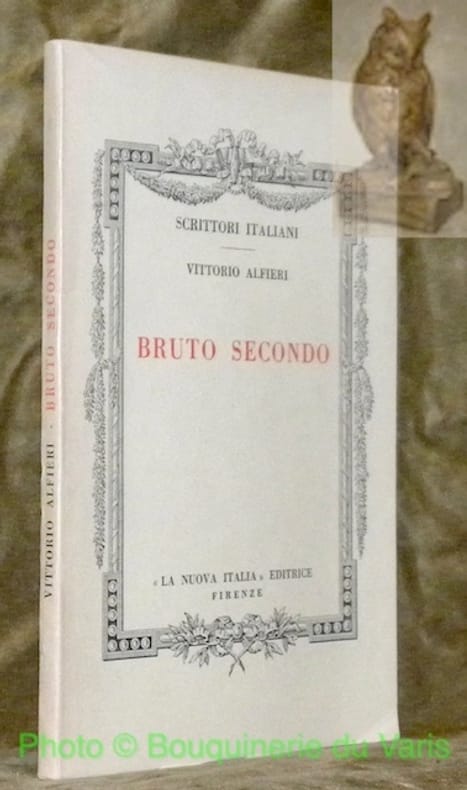 SCRITTORI ITALIANI
VITTORIO ALFIERI
BRUTO SECONDO
« LA NUOVA ITALIA » EDITRICE
FIRENZE
VITTORIO ALFIERI - BRUTO SECONDO
Photo © Bouquinerie du Varis